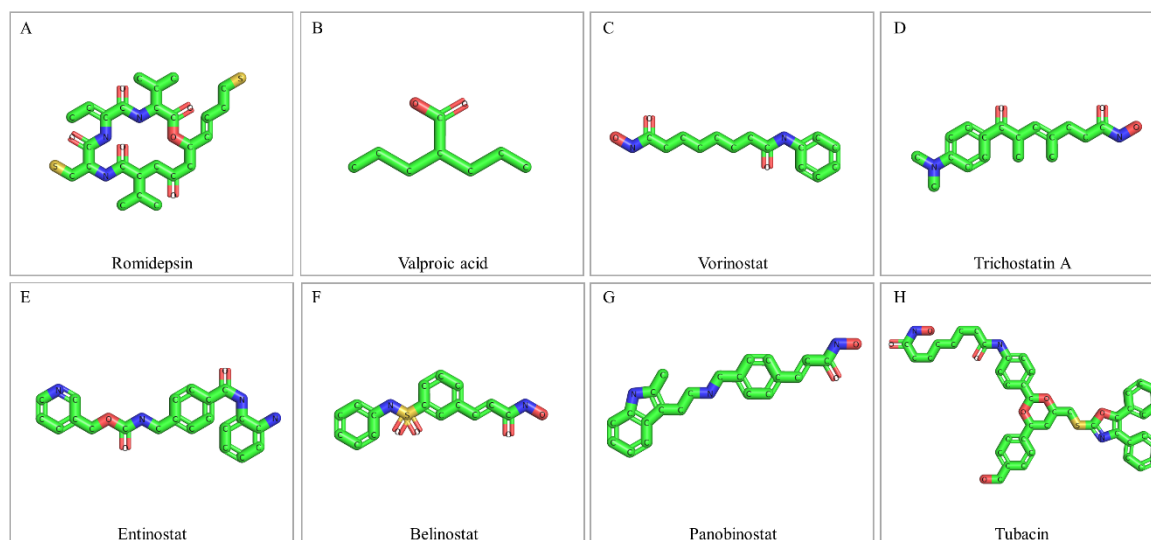 A
Romidepsin
B
Valproic acid
C
Vorinostat
D
Trichostatin A
E
Entinostat
F
Belinostat
G
Panobinostat
H
Tubacin